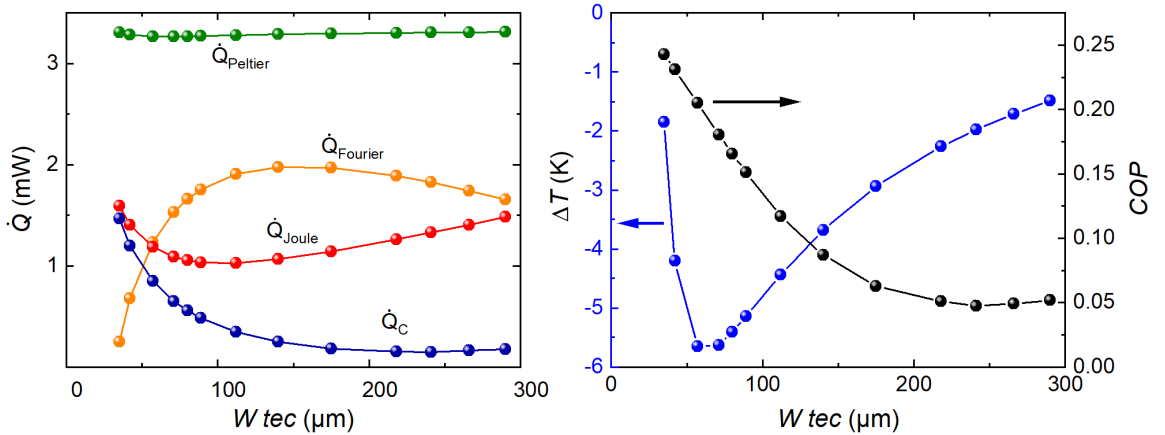 3
2
1
Q̇ (mW)
Q̇Peltier
Q̇Fourier
Q̇Joule
Q̇C
0 100 200 300
W tec (µm)
0
-1
-2
-3
-4
-5
-6
ΔT (K)
0.25
0.20
0.15
0.10
0.05
0.00
COP
0 100 200 300
W tec (µm)